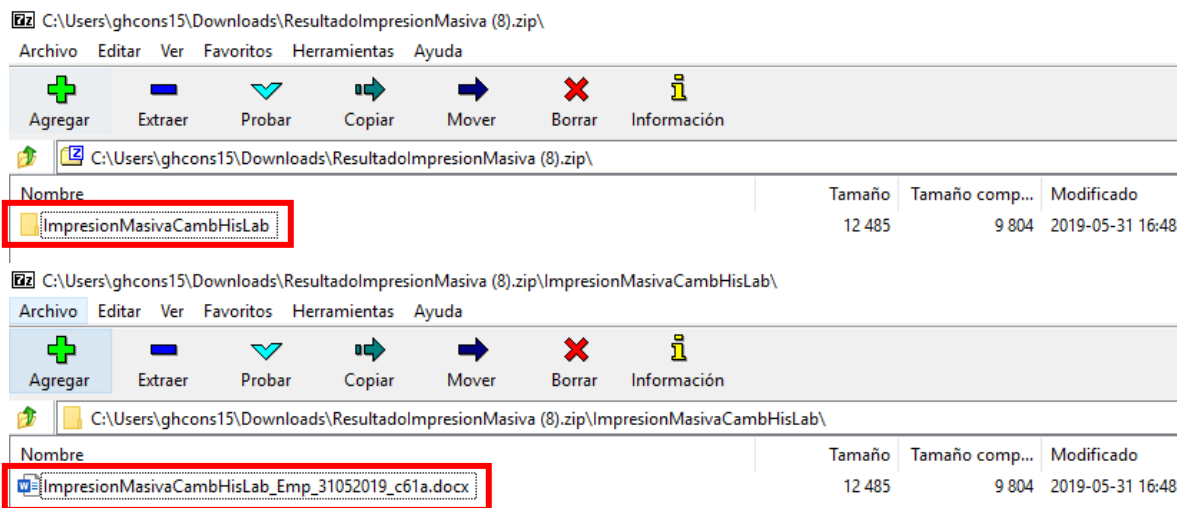 C:\Users\ghcons15\Downloads\ResultadoImpresionMasiva (8).zip\
Archivo Editar Ver Favoritos Herramientas Ayuda
Agregar Extraer Probar Copiar Mover Borrar Información
C:\Users\ghcons15\Downloads\ResultadoImpresionMasiva (8).zip\
Nombre Tamaño Tamaño comp... Modificado
ImpresionMasivaCambHisLab 12 485 9 804 2019-05-31 16:48
C:\Users\ghcons15\Downloads\ResultadoImpresionMasiva (8).zip\ImpresionMasivaCambHisLab\
Archivo Editar Ver Favoritos Herramientas Ayuda
Agregar Extraer Probar Copiar Mover Borrar Información
C:\Users\ghcons15\Downloads\ResultadoImpresionMasiva (8).zip\ImpresionMasivaCambHisLab\
Nombre Tamaño Tamaño comp... Modificado
ImpresionMasivaCambHisLab_Emp_31052019_c61a.docx 12 485 9 804 2019-05-31 16:48